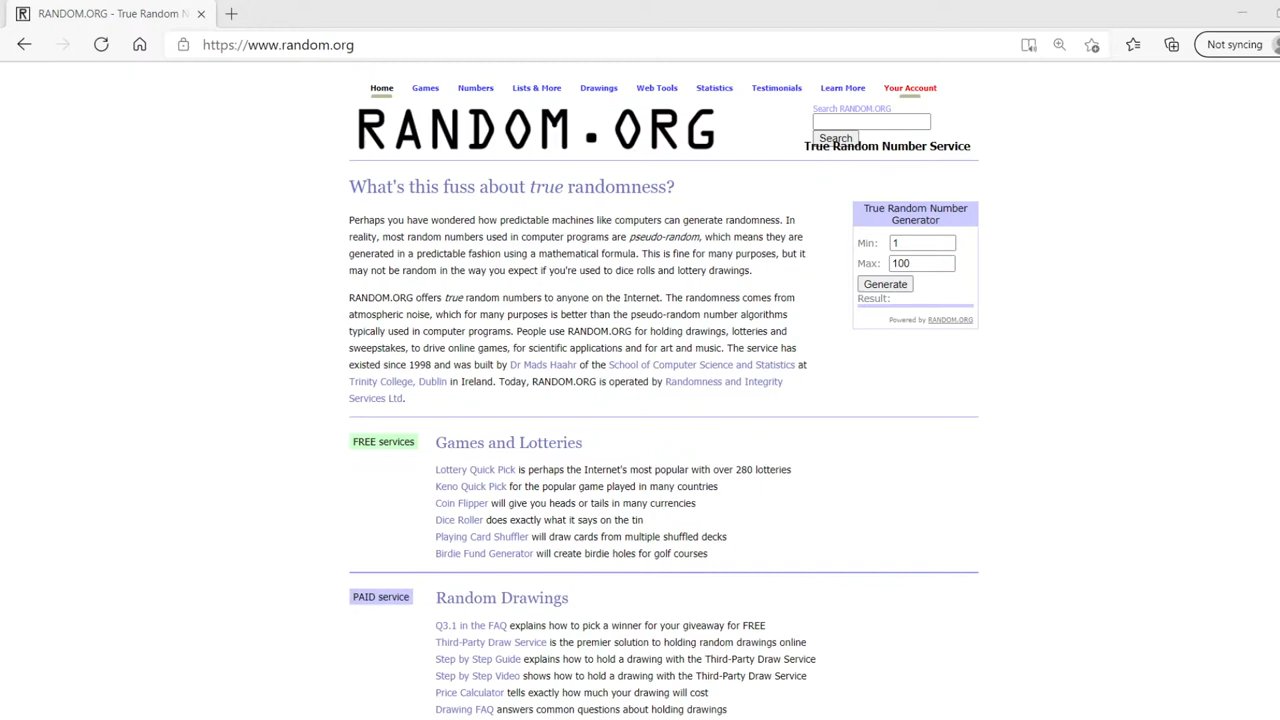 RANDOM.ORG - True Random N
https://www.random.org
Not syncing
Home Games Numbers Lists & More Drawings Web Tools Statistics Testimonials Learn More Your Account
RANDOM.ORG
Search RANDOM.ORG
Search
True Random Number Service
What's this fuss about true randomness?
Perhaps you have wondered how predictable machines like computers can generate randomness. In
reality, most random numbers used in computer programs are pseudo-random, which means they are
generated in a predictable fashion using a mathematical formula. This is fine for many purposes, but it
may not be random in the way you expect if you're used to dice rolls and lottery drawings.
RANDOM.ORG offers true random numbers to anyone on the Internet. The randomness comes from
atmospheric noise, which for many purposes is better than the pseudo-random number algorithms
typically used in computer programs. People use RANDOM.ORG for holding drawings, lotteries and
sweepstakes, to drive online games, for scientific applications and for art and music. The service has
existed since 1998 and was built by Dr Mads Haahr of the School of Computer Science and Statistics at
Trinity College, Dublin in Ireland. Today, RANDOM.ORG is operated by Randomness and Integrity
Services Ltd.
True Random Number
Generator
Min: 1
Max: 100
Generate
Result:
Powered by RANDOM.ORG
FREE services
Games and Lotteries
Lottery Quick Pick is perhaps the Internet's most popular with over 280 lotteries
Keno Quick Pick for the popular game played in many countries
Coin Flipper will give you heads or tails in many currencies
Dice Roller does exactly what it says on the tin
Playing Card Shuffler will draw cards from multiple shuffled decks
Birdie Fund Generator will create birdie holes for golf courses
PAID service
Random Drawings
Q3.1 in the FAQ explains how to pick a winner for your giveaway for FREE
Third-Party Draw Service is the premier solution to holding random drawings online
Step by Step Guide explains how to hold a drawing with the Third-Party Draw Service
Step by Step Video shows how to hold a drawing with the Third-Party Draw Service
Price Calculator tells exactly how much your drawing will cost
Drawing FAQ answers common questions about holding drawings